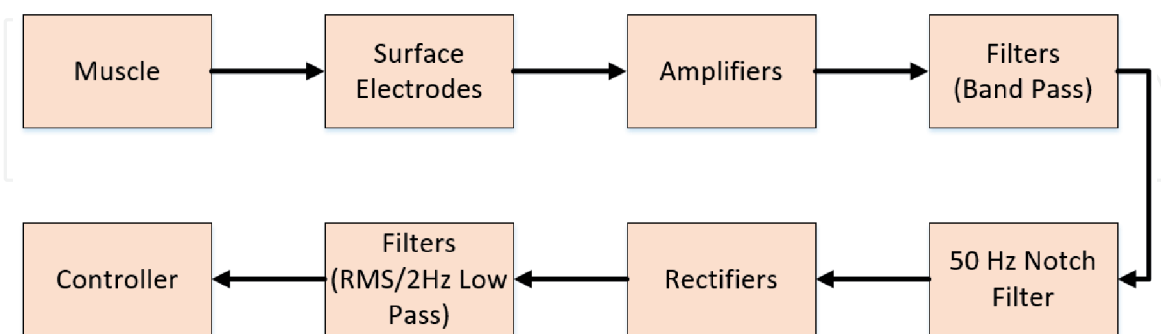 Muscle
Surface
Electrodes
Amplifiers
Filters
(Band Pass)
Controller
Filters
(RMS/2Hz Low
Pass)
Rectifiers
50 Hz Notch
Filter